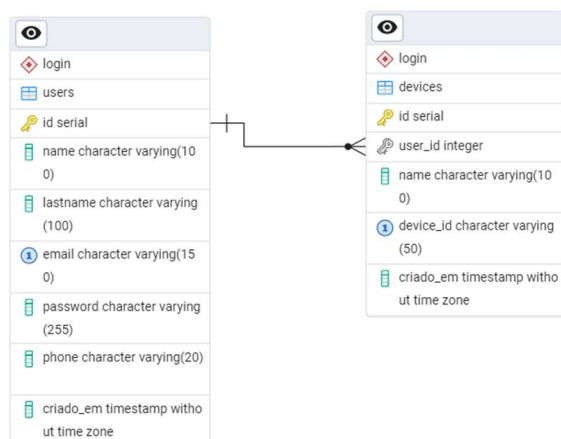 login
users
id serial
name character varying(10
0)
lastname character varying
(100)
1 email character varying(15
0)
password character varying
(255)
phone character varying(20)
criado_em timestamp witho
ut time zone
login
devices
id serial
user_id integer
name character varying(10
0)
1 device_id character varying
(50)
criado_em timestamp witho
ut time zone